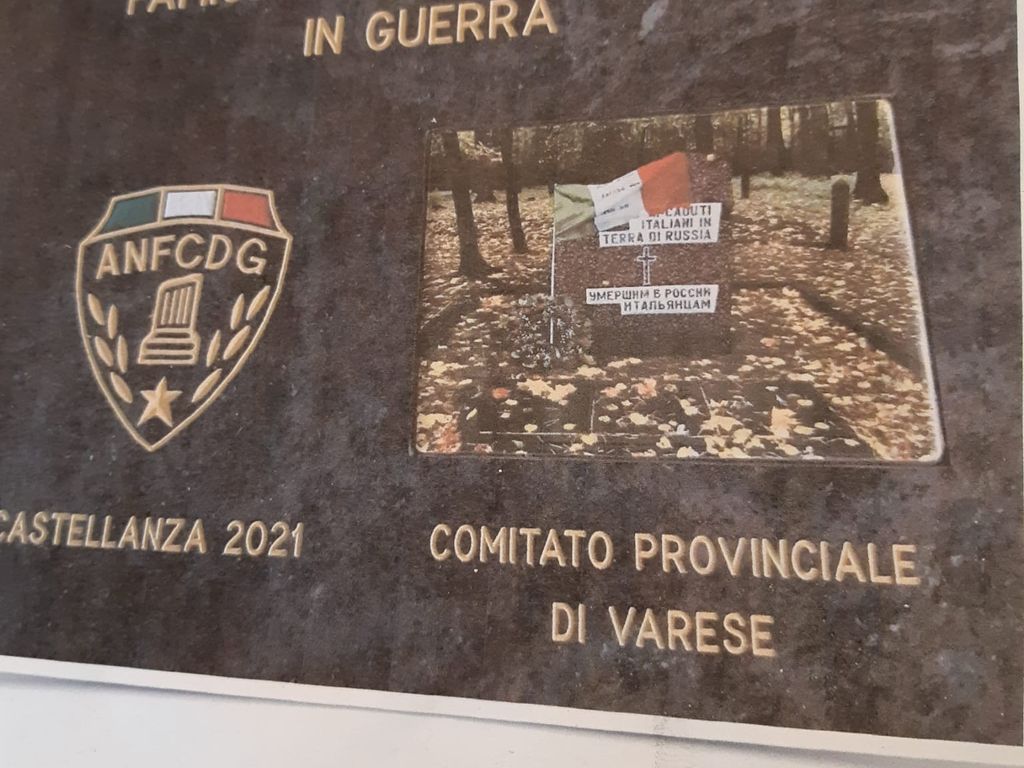 IN GUERRA
ANFCDG
CADUTI
ITALIANI IN
TERRA DI RUSSIA
УМЕРШИМ В РОССИИ
ИТАЛЬЯНЦАМ
CASTELLANZA 2021
COMITATO PROVINCIALE
DI VARESE